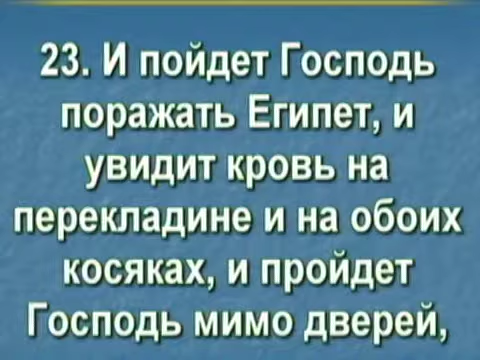 23. И пойдет Господь
поражать Египет, и
увидит кровь на
перекладине и на обоих
косяках, и пройдет
Господь мимо дверей,